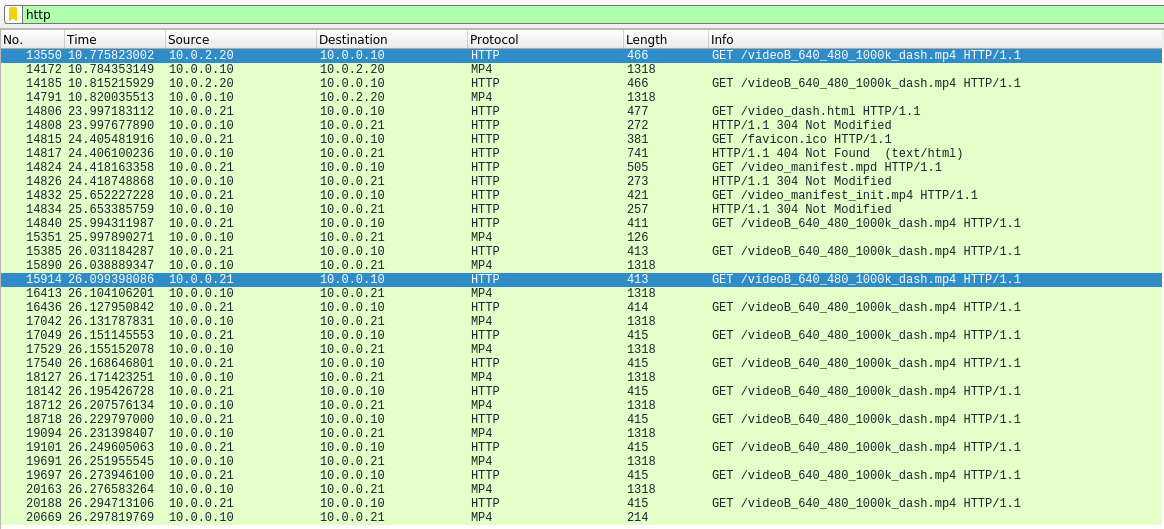 http
No. Time Source Destination Protocol Length Info
13550 10.775823002 10.0.2.20 10.0.0.10 HTTP 466 GET /videoB_640_480_1000k_dash.mp4 HTTP/1.1
14172 10.784353149 10.0.0.10 10.0.2.20 MP4 1318
14185 10.815215929 10.0.2.20 10.0.0.10 HTTP 466 GET /videoB_640_480_1000k_dash.mp4 HTTP/1.1
14791 10.820035513 10.0.0.10 10.0.2.20 MP4 1318
14806 23.997183112 10.0.0.21 10.0.0.10 HTTP 477 GET /video_dash.html HTTP/1.1
14808 23.997677890 10.0.0.10 10.0.0.21 HTTP 272 HTTP/1.1 304 Not Modified
14815 24.405481916 10.0.0.21 10.0.0.10 HTTP 381 GET /favicon.ico HTTP/1.1
14817 24.406100236 10.0.0.10 10.0.0.21 HTTP 741 HTTP/1.1 404 Not Found (text/html)
14824 24.418163358 10.0.0.21 10.0.0.10 HTTP 505 GET /video_manifest.mpd HTTP/1.1
14826 24.418748868 10.0.0.10 10.0.0.21 HTTP 273 HTTP/1.1 304 Not Modified
14832 25.652227228 10.0.0.21 10.0.0.10 HTTP 421 GET /video_manifest_init.mp4 HTTP/1.1
14834 25.653385759 10.0.0.10 10.0.0.21 HTTP 257 HTTP/1.1 304 Not Modified
14840 25.994311987 10.0.0.21 10.0.0.10 HTTP 411 GET /videoB_640_480_1000k_dash.mp4 HTTP/1.1
15351 25.997890271 10.0.0.10 10.0.0.21 MP4 126
15385 26.031184287 10.0.0.21 10.0.0.10 HTTP 413 GET /videoB_640_480_1000k_dash.mp4 HTTP/1.1
15890 26.038889347 10.0.0.10 10.0.0.21 MP4 1318
15914 26.099398086 10.0.0.21 10.0.0.10 HTTP 413 GET /videoB_640_480_1000k_dash.mp4 HTTP/1.1
16413 26.104106201 10.0.0.10 10.0.0.21 MP4 1318
16436 26.127950842 10.0.0.21 10.0.0.10 HTTP 414 GET /videoB_640_480_1000k_dash.mp4 HTTP/1.1
17042 26.131787831 10.0.0.10 10.0.0.21 MP4 1318
17049 26.151145553 10.0.0.21 10.0.0.10 HTTP 415 GET /videoB_640_480_1000k_dash.mp4 HTTP/1.1
17529 26.155152078 10.0.0.10 10.0.0.21 MP4 1318
17540 26.168646801 10.0.0.21 10.0.0.10 HTTP 415 GET /videoB_640_480_1000k_dash.mp4 HTTP/1.1
18127 26.171423251 10.0.0.10 10.0.0.21 MP4 1318
18142 26.195426728 10.0.0.21 10.0.0.10 HTTP 415 GET /videoB_640_480_1000k_dash.mp4 HTTP/1.1
18712 26.207576134 10.0.0.10 10.0.0.21 MP4 1318
18718 26.229797000 10.0.0.21 10.0.0.10 HTTP 415 GET /videoB_640_480_1000k_dash.mp4 HTTP/1.1
19094 26.231398407 10.0.0.10 10.0.0.21 MP4 1318
19101 26.249605063 10.0.0.21 10.0.0.10 HTTP 415 GET /videoB_640_480_1000k_dash.mp4 HTTP/1.1
19691 26.251955545 10.0.0.10 10.0.0.21 MP4 1318
19697 26.273946100 10.0.0.21 10.0.0.10 HTTP 415 GET /videoB_640_480_1000k_dash.mp4 HTTP/1.1
20163 26.276583264 10.0.0.10 10.0.0.21 MP4 1318
20188 26.294713106 10.0.0.21 10.0.0.10 HTTP 415 GET /videoB_640_480_1000k_dash.mp4 HTTP/1.1
20669 26.297819769 10.0.0.10 10.0.0.21 MP4 214